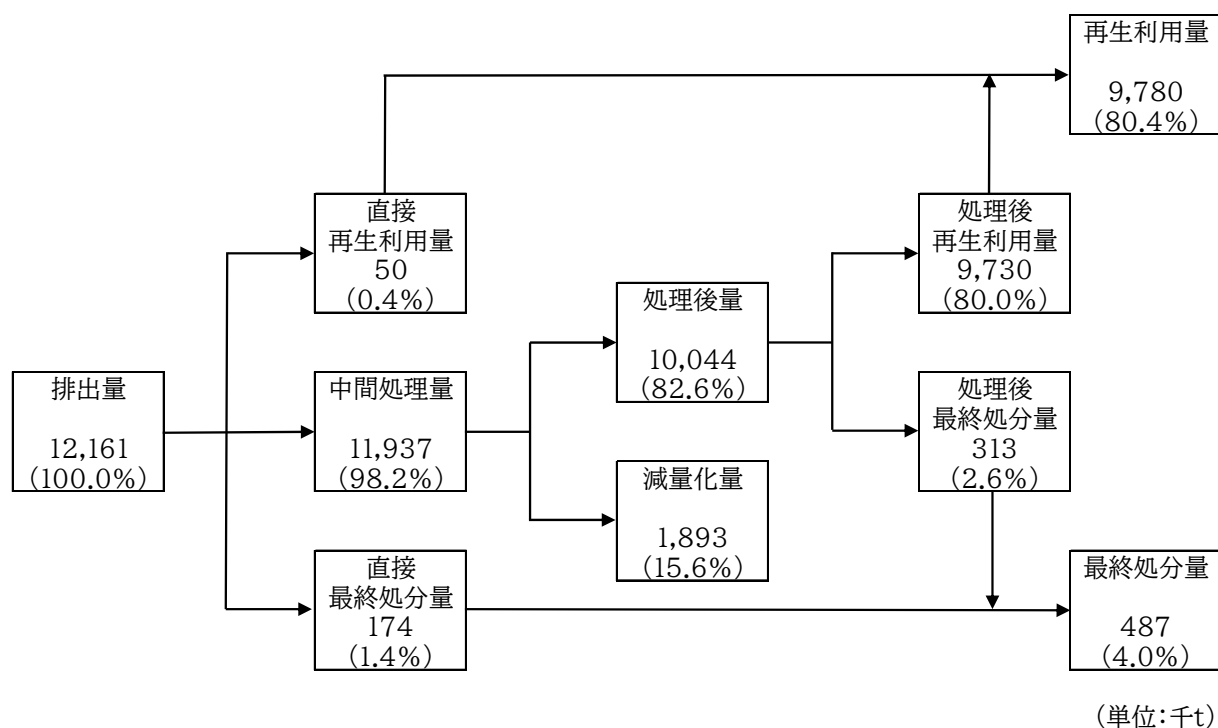 再生利用量
9,780
(80.4%)
直接
再生利用量
50
(0.4%)
処理後
再生利用量
9,730
(80.0%)
処理後量
10,044
(82.6%)
排出量
12,161
(100.0%)
中間処理量
11,937
(98.2%)
処理後
最終処分量
313
(2.6%)
減量化量
1,893
(15.6%)
直接
最終処分量
174
(1.4%)
最終処分量
487
(4.0%)
(単位:千t)